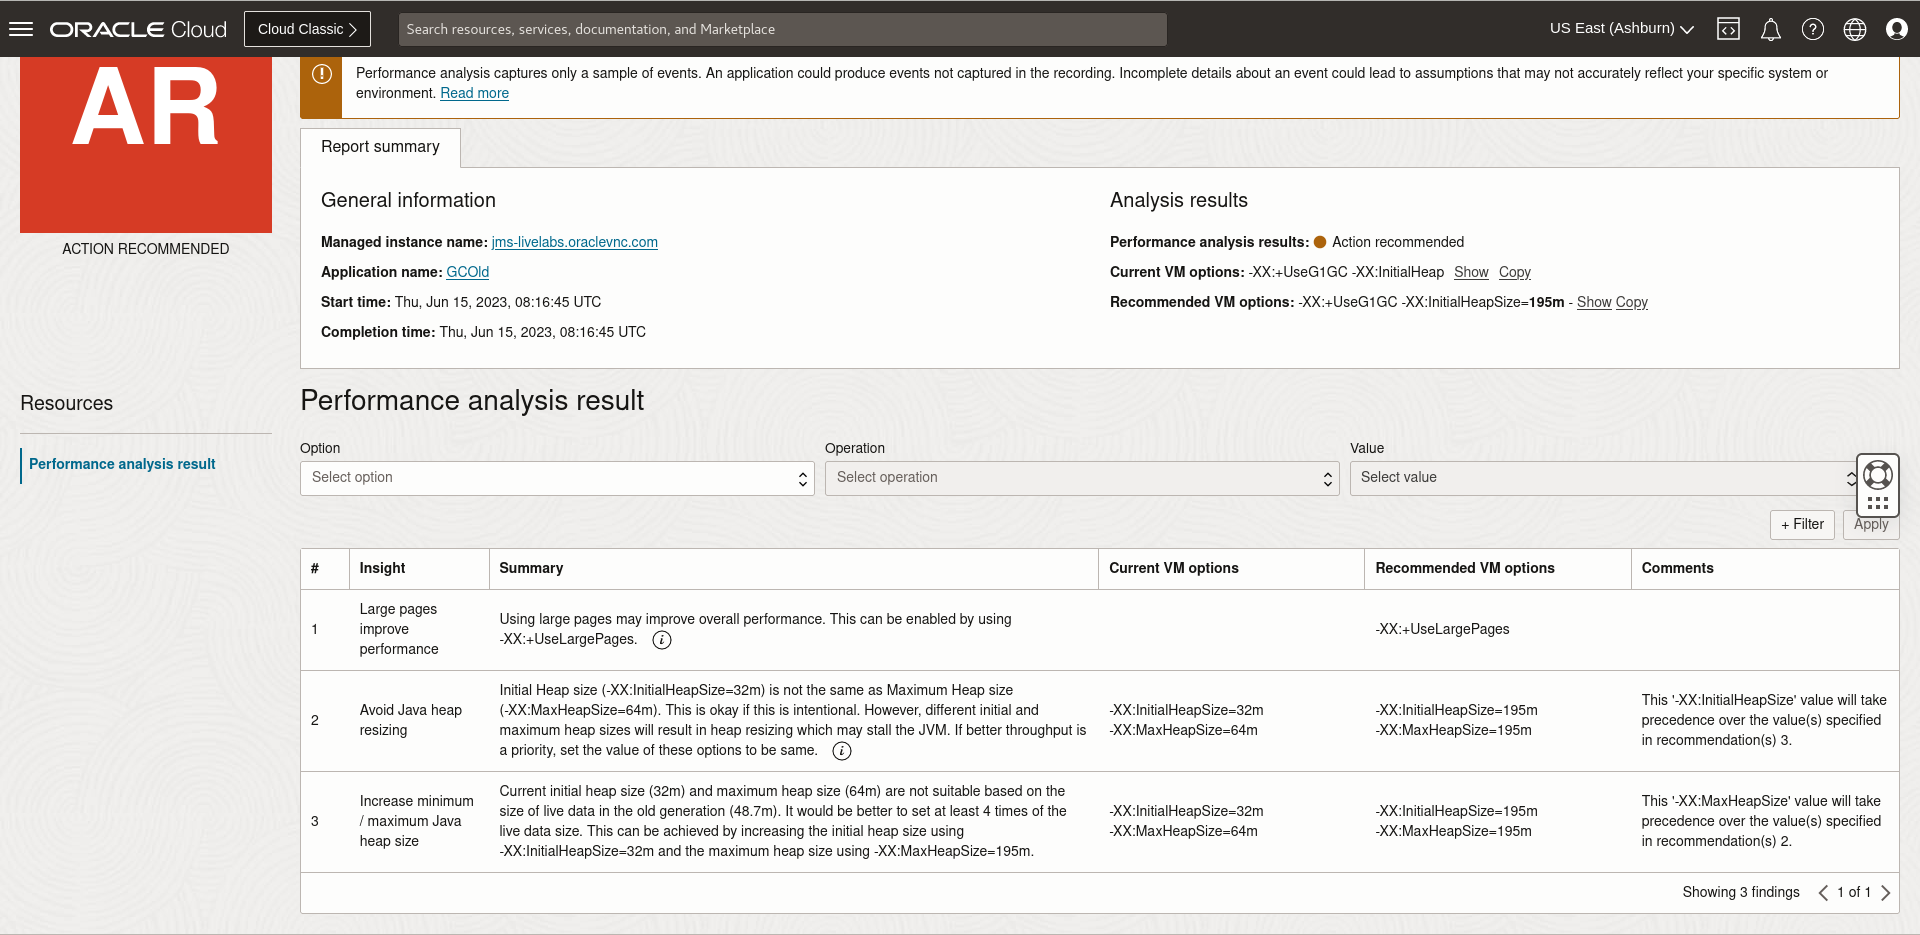 ORACLE Cloud
Cloud Classic
Search resources, services, documentation, and Marketplace
US East (Ashburn)
AR
ACTION RECOMMENDED
Performance analysis captures only a sample of events. An application could produce events not captured in the recording. Incomplete details about an event could lead to assumptions that may not accurately reflect your specific system or
environment. Read more
Report summary
General information
Managed instance name: jms-livelabs.oraclevnc.com
Application name: GCOld
Start time: Thu, Jun 15, 2023, 08:16:45 UTC
Completion time: Thu, Jun 15, 2023, 08:16:45 UTC
Analysis results
Performance analysis results: Action recommended
Current VM options: -XX:+UseG1GC -XX:InitialHeap Show Copy
Recommended VM options: -XX:+UseG1GC -XX:InitialHeapSize=195m - Show Copy
Resources
Performance analysis result
Performance analysis result
Option
Select option
Operation
Select operation
Value
Select value
+ Filter
Apply
# Insight Summary Current VM options Recommended VM options Comments
1
Large pages
improve
performance
Using large pages may improve overall performance. This can be enabled by using
-XX:+UseLargePages.
-XX:+UseLargePages
2
Avoid Java heap
resizing
Initial Heap size (-XX:InitialHeapSize=32m) is not the same as Maximum Heap size
(-XX:MaxHeapSize=64m). This is okay if this is intentional. However, different initial and
maximum heap sizes will result in heap resizing which may stall the JVM. If better throughput is
a priority, set the value of these options to be same.
-XX:InitialHeapSize=32m
-XX:MaxHeapSize=64m
-XX:InitialHeapSize=195m
-XX:MaxHeapSize=195m
This '-XX:InitialHeapSize' value will take
precedence over the value(s) specified
in recommendation(s) 3.
3
Increase minimum
/ maximum Java
heap size
Current initial heap size (32m) and maximum heap size (64m) are not suitable based on the
size of live data in the old generation (48.7m). It would be better to set at least 4 times of the
live data size. This can be achieved by increasing the initial heap size using
-XX:InitialHeapSize=32m and the maximum heap size using -XX:MaxHeapSize=195m.
-XX:InitialHeapSize=32m
-XX:MaxHeapSize=64m
-XX:InitialHeapSize=195m
-XX:MaxHeapSize=195m
This '-XX:MaxHeapSize' value will take
precedence over the value(s) specified
in recommendation(s) 2.
Showing 3 findings 1 of 1